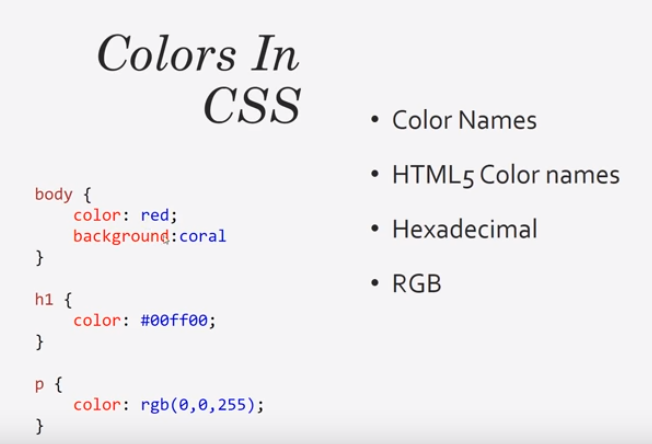 Colors In
CSS
body {
    color: red;
    background:coral
}
h1 {
    color: #00ff00;
}
p {
    color: rgb(0,0,255);
}
• Color Names
• HTML5 Color names
• Hexadecimal
• RGB